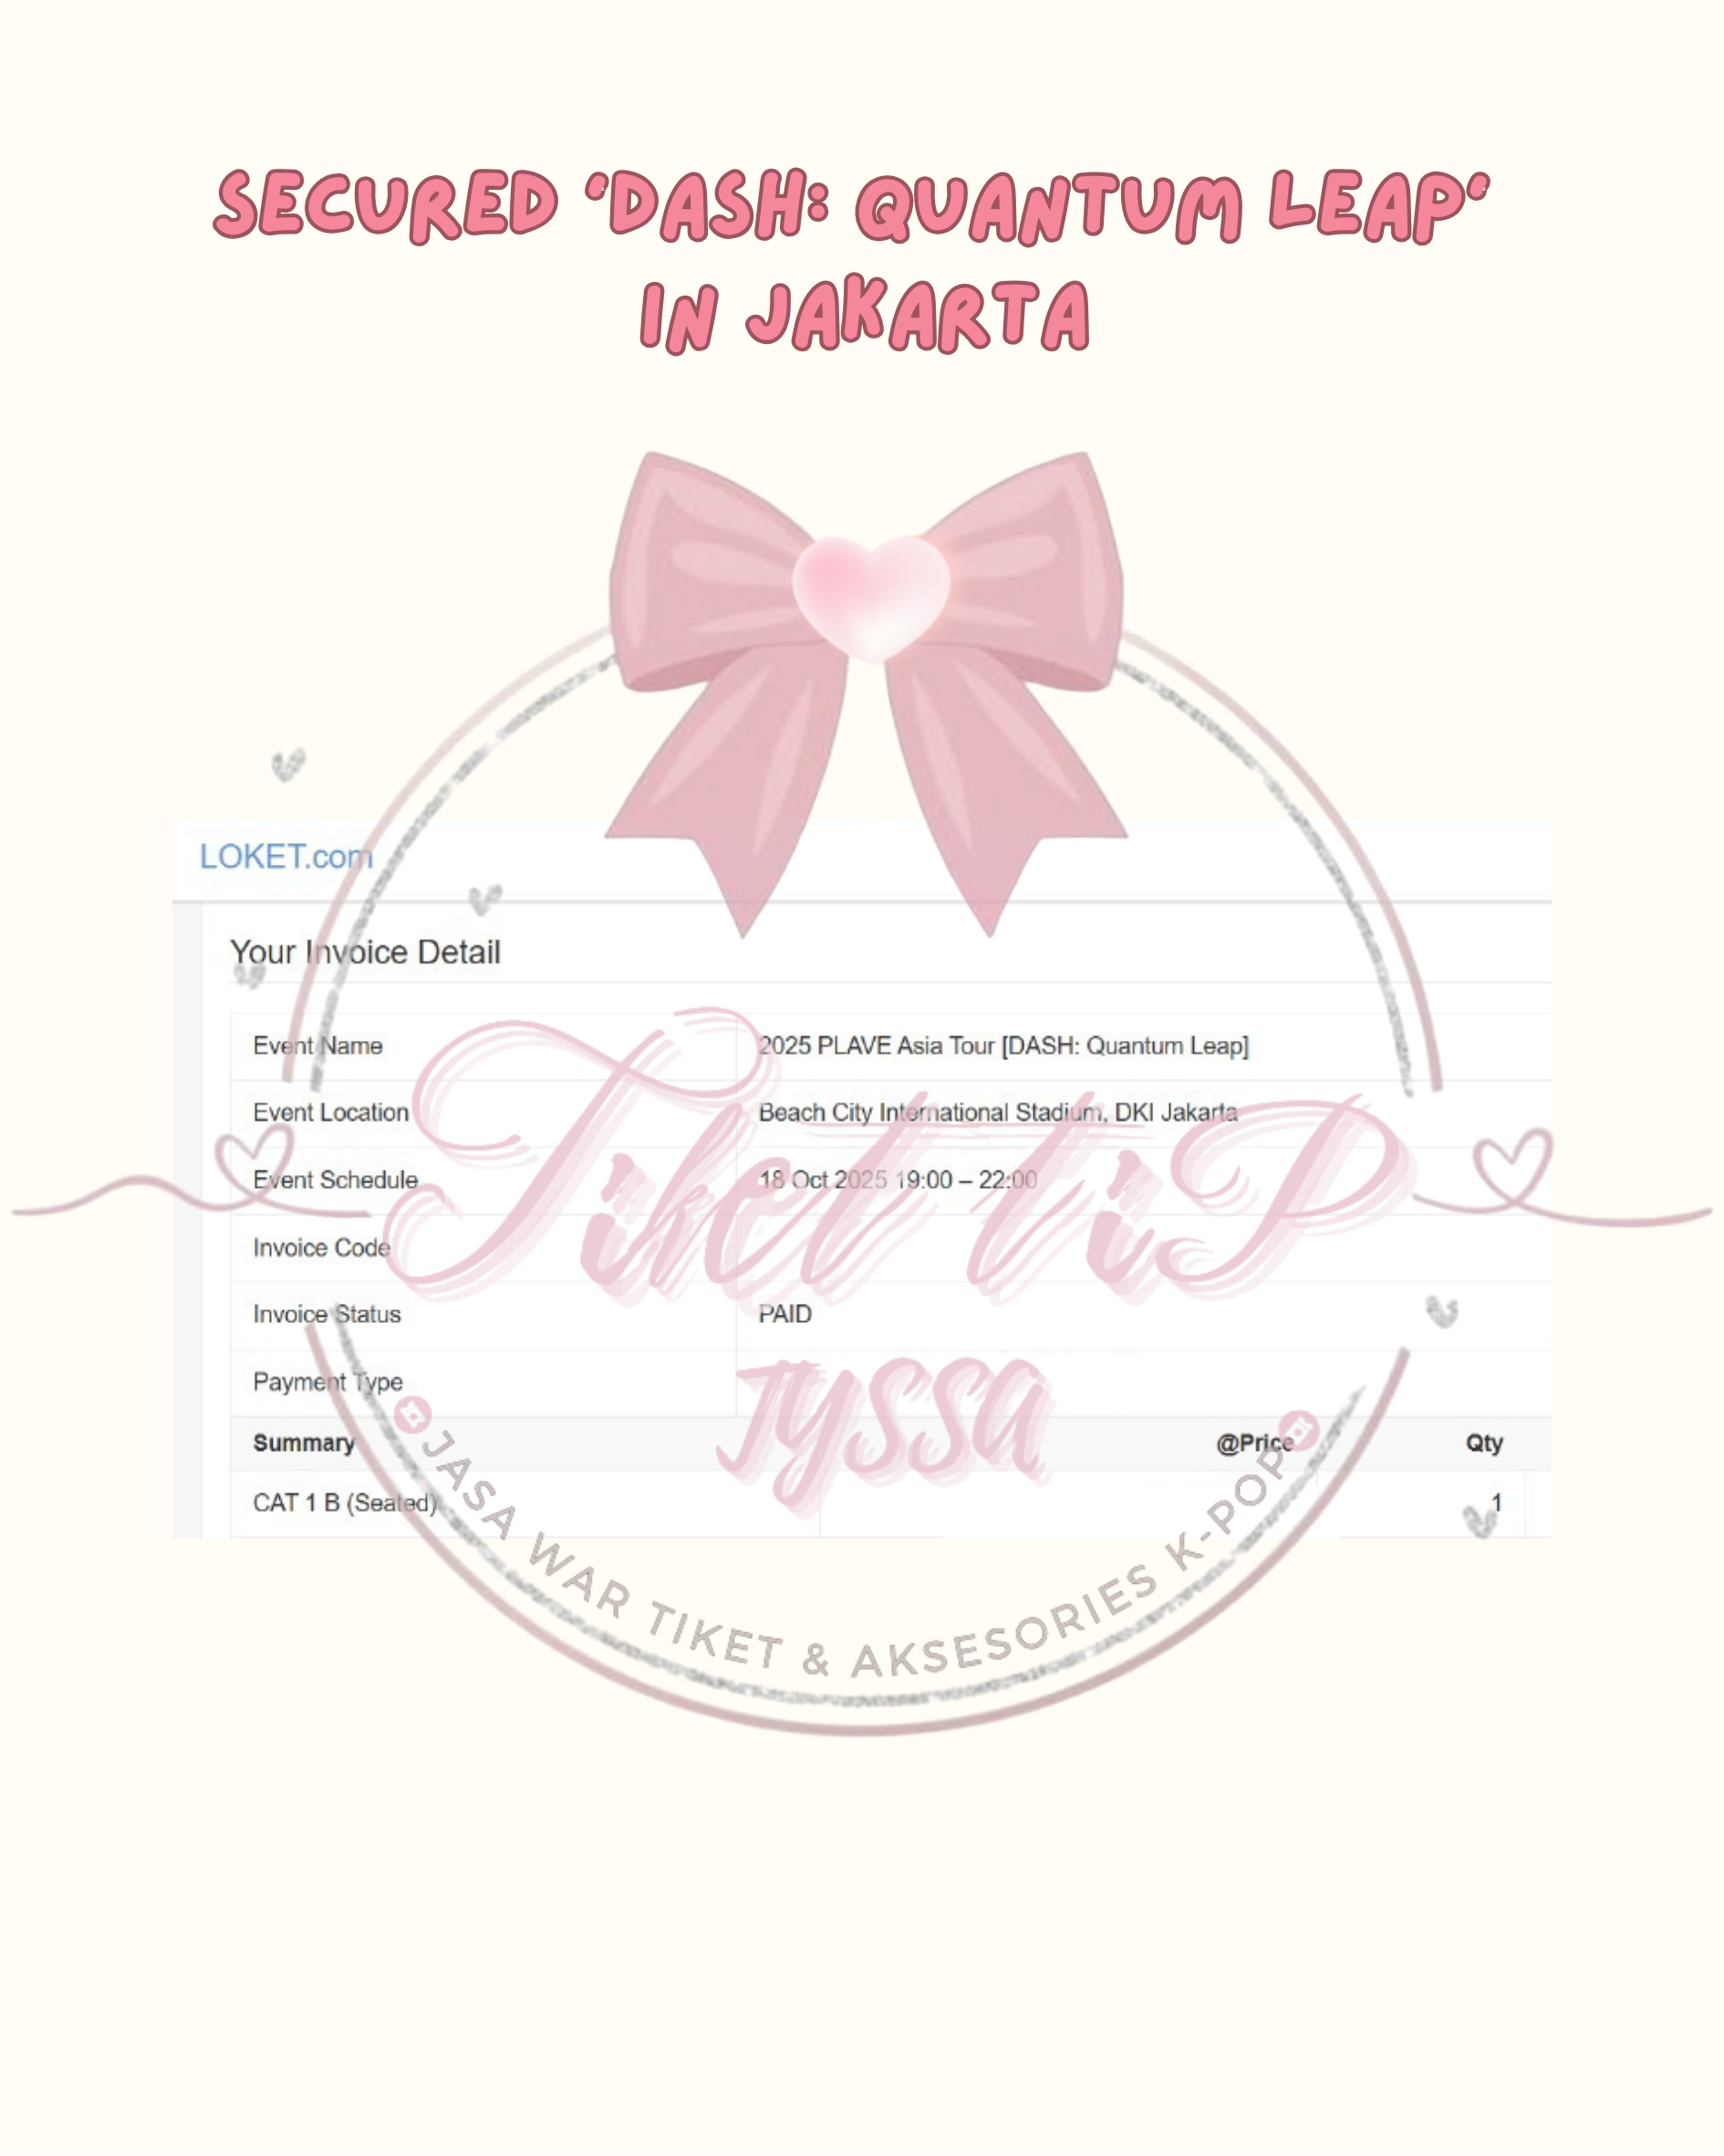 SECURED 'DASH: QUANTUM LEAP'
IN JAKARTA
LOKET.com
Your Invoice Detail
Event Name 2025 PLAVE Asia Tour [DASH: Quantum Leap]
Event Location Beach City International Stadium, DKI Jakarta
Event Schedule 18 Oct 2025 19:00 – 22:00
Tiket tiP
Invoice Code
Invoice Status PAID
Payment Type
Tyssa
Summary @Price Qty
CAT 1 B (Seated) 1
JASA WAR TIKET & AKSESORIES K-POP